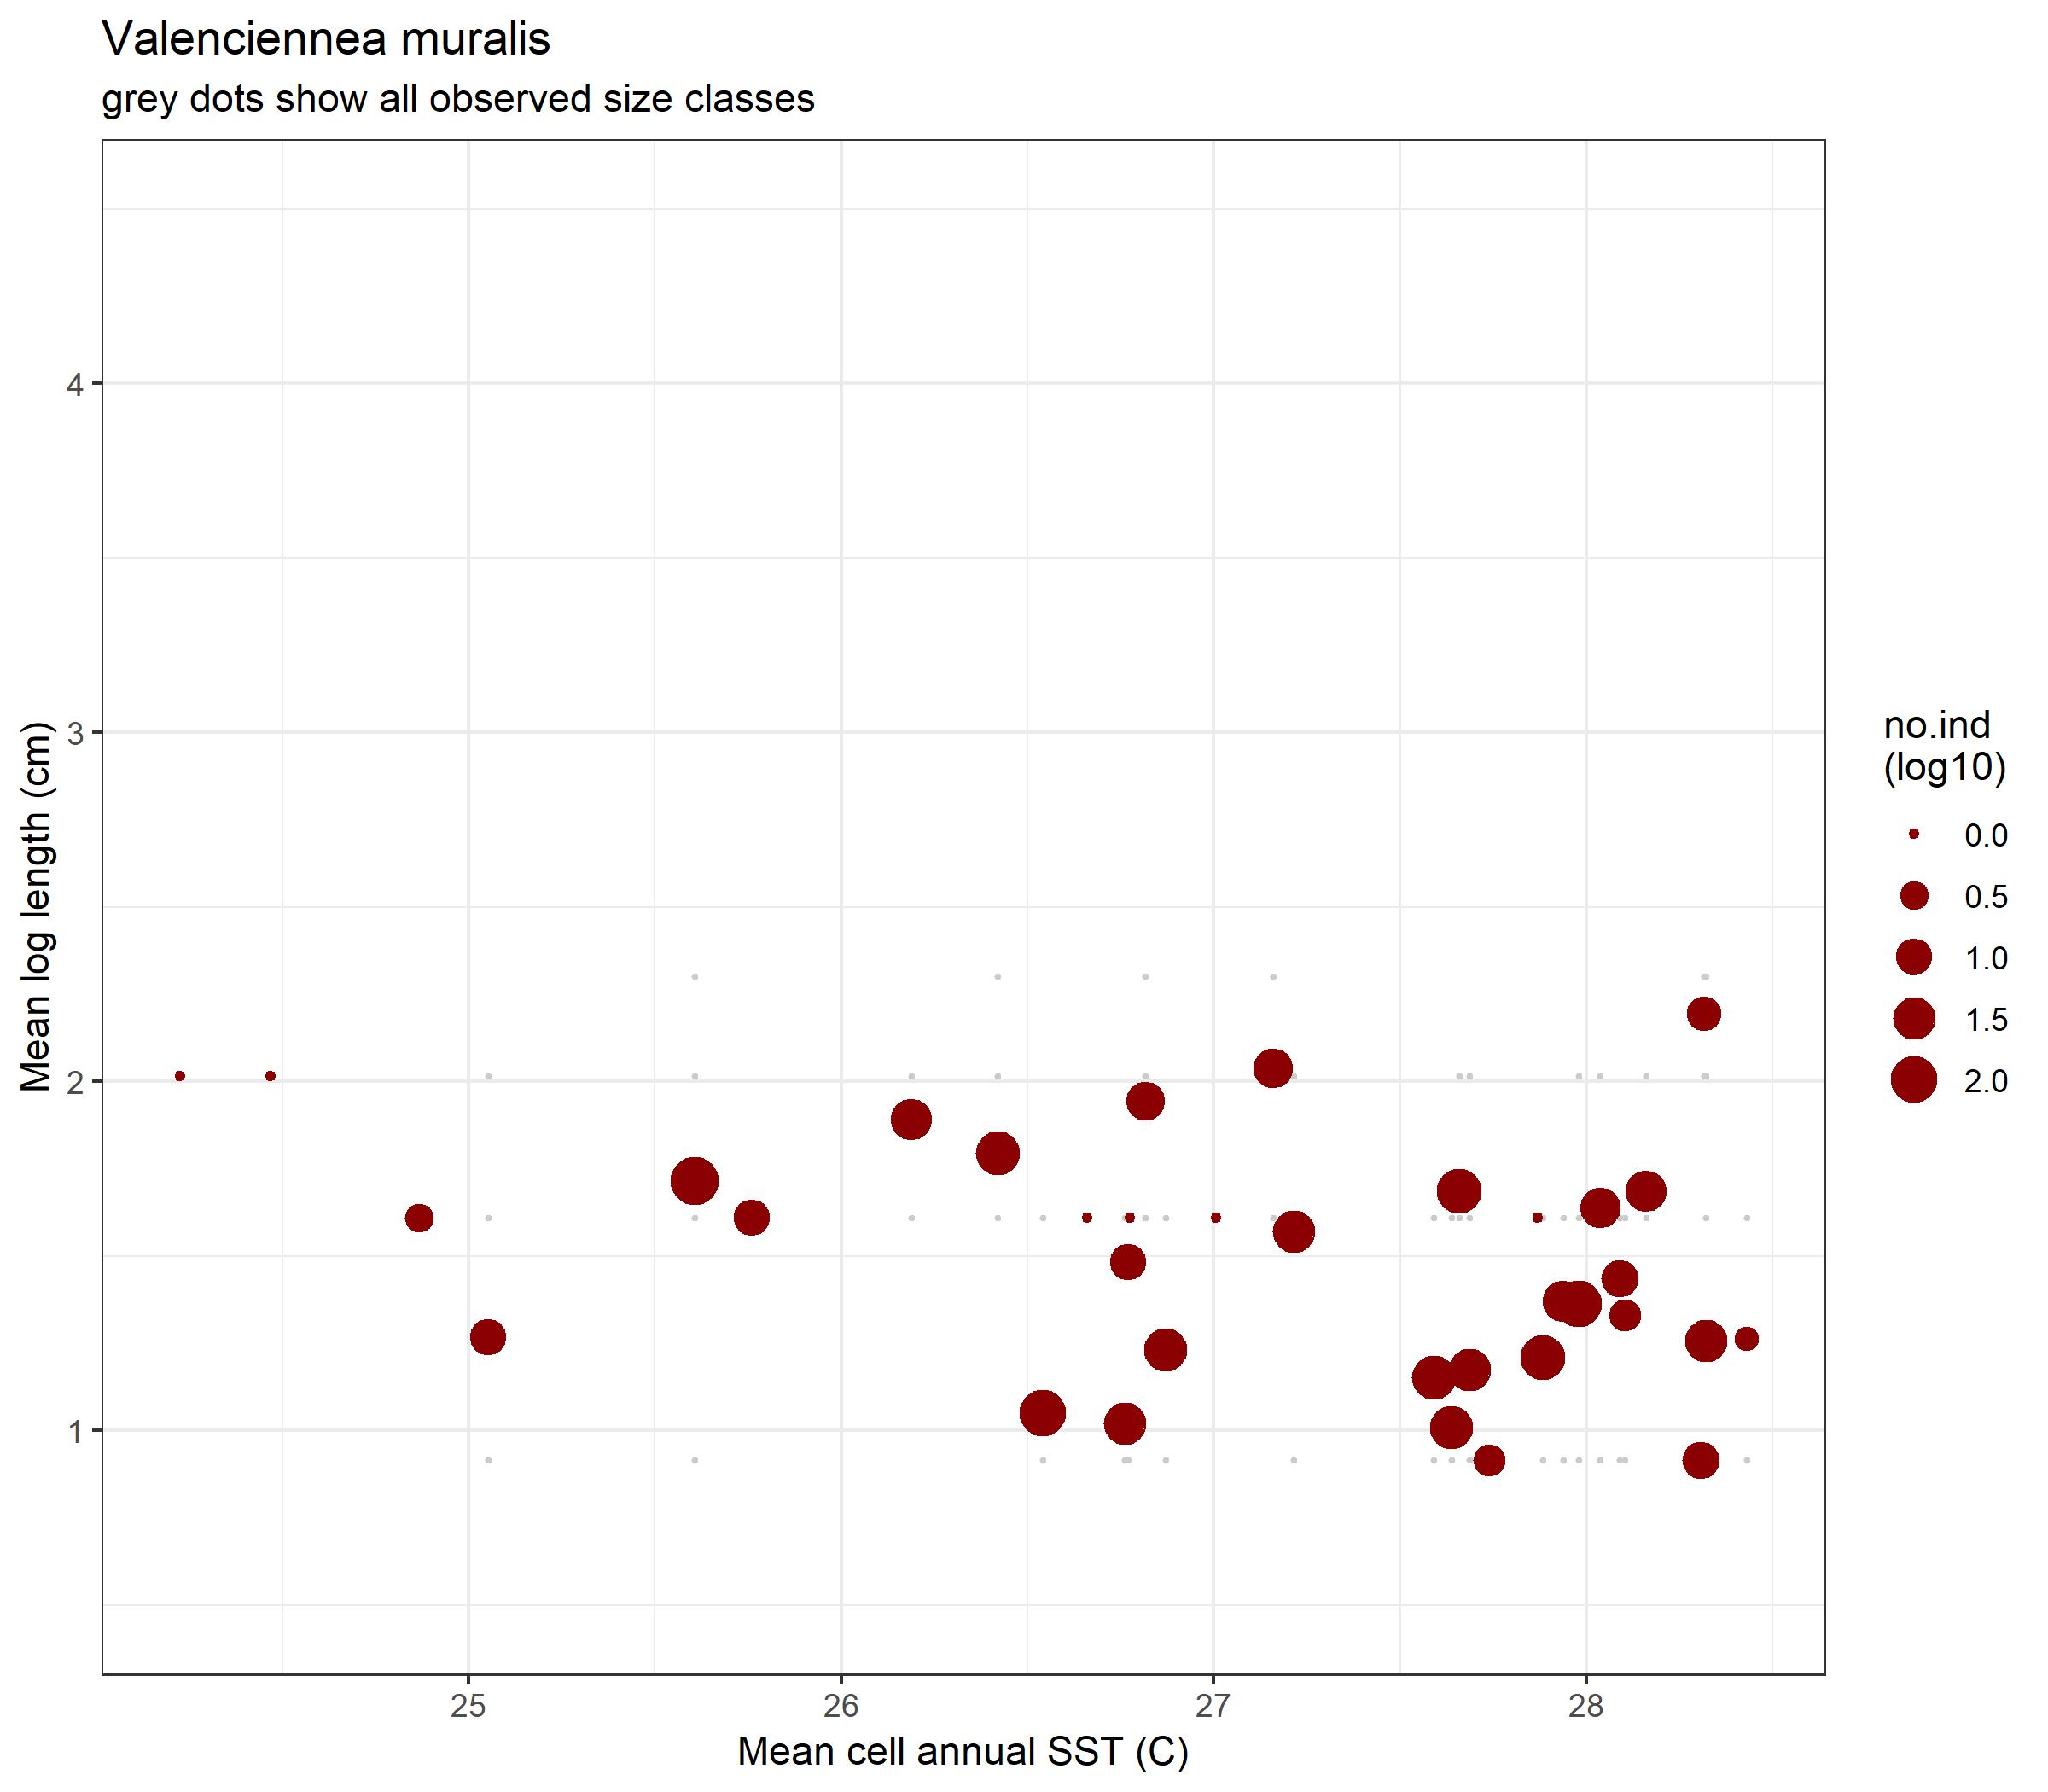 Valenciennea muralis
grey dots show all observed size classes
Mean log length (cm)
4
3
2
1
25
26
27
28
Mean cell annual SST (C)
no.ind
(log10)
0.0
0.5
1.0
1.5
2.0